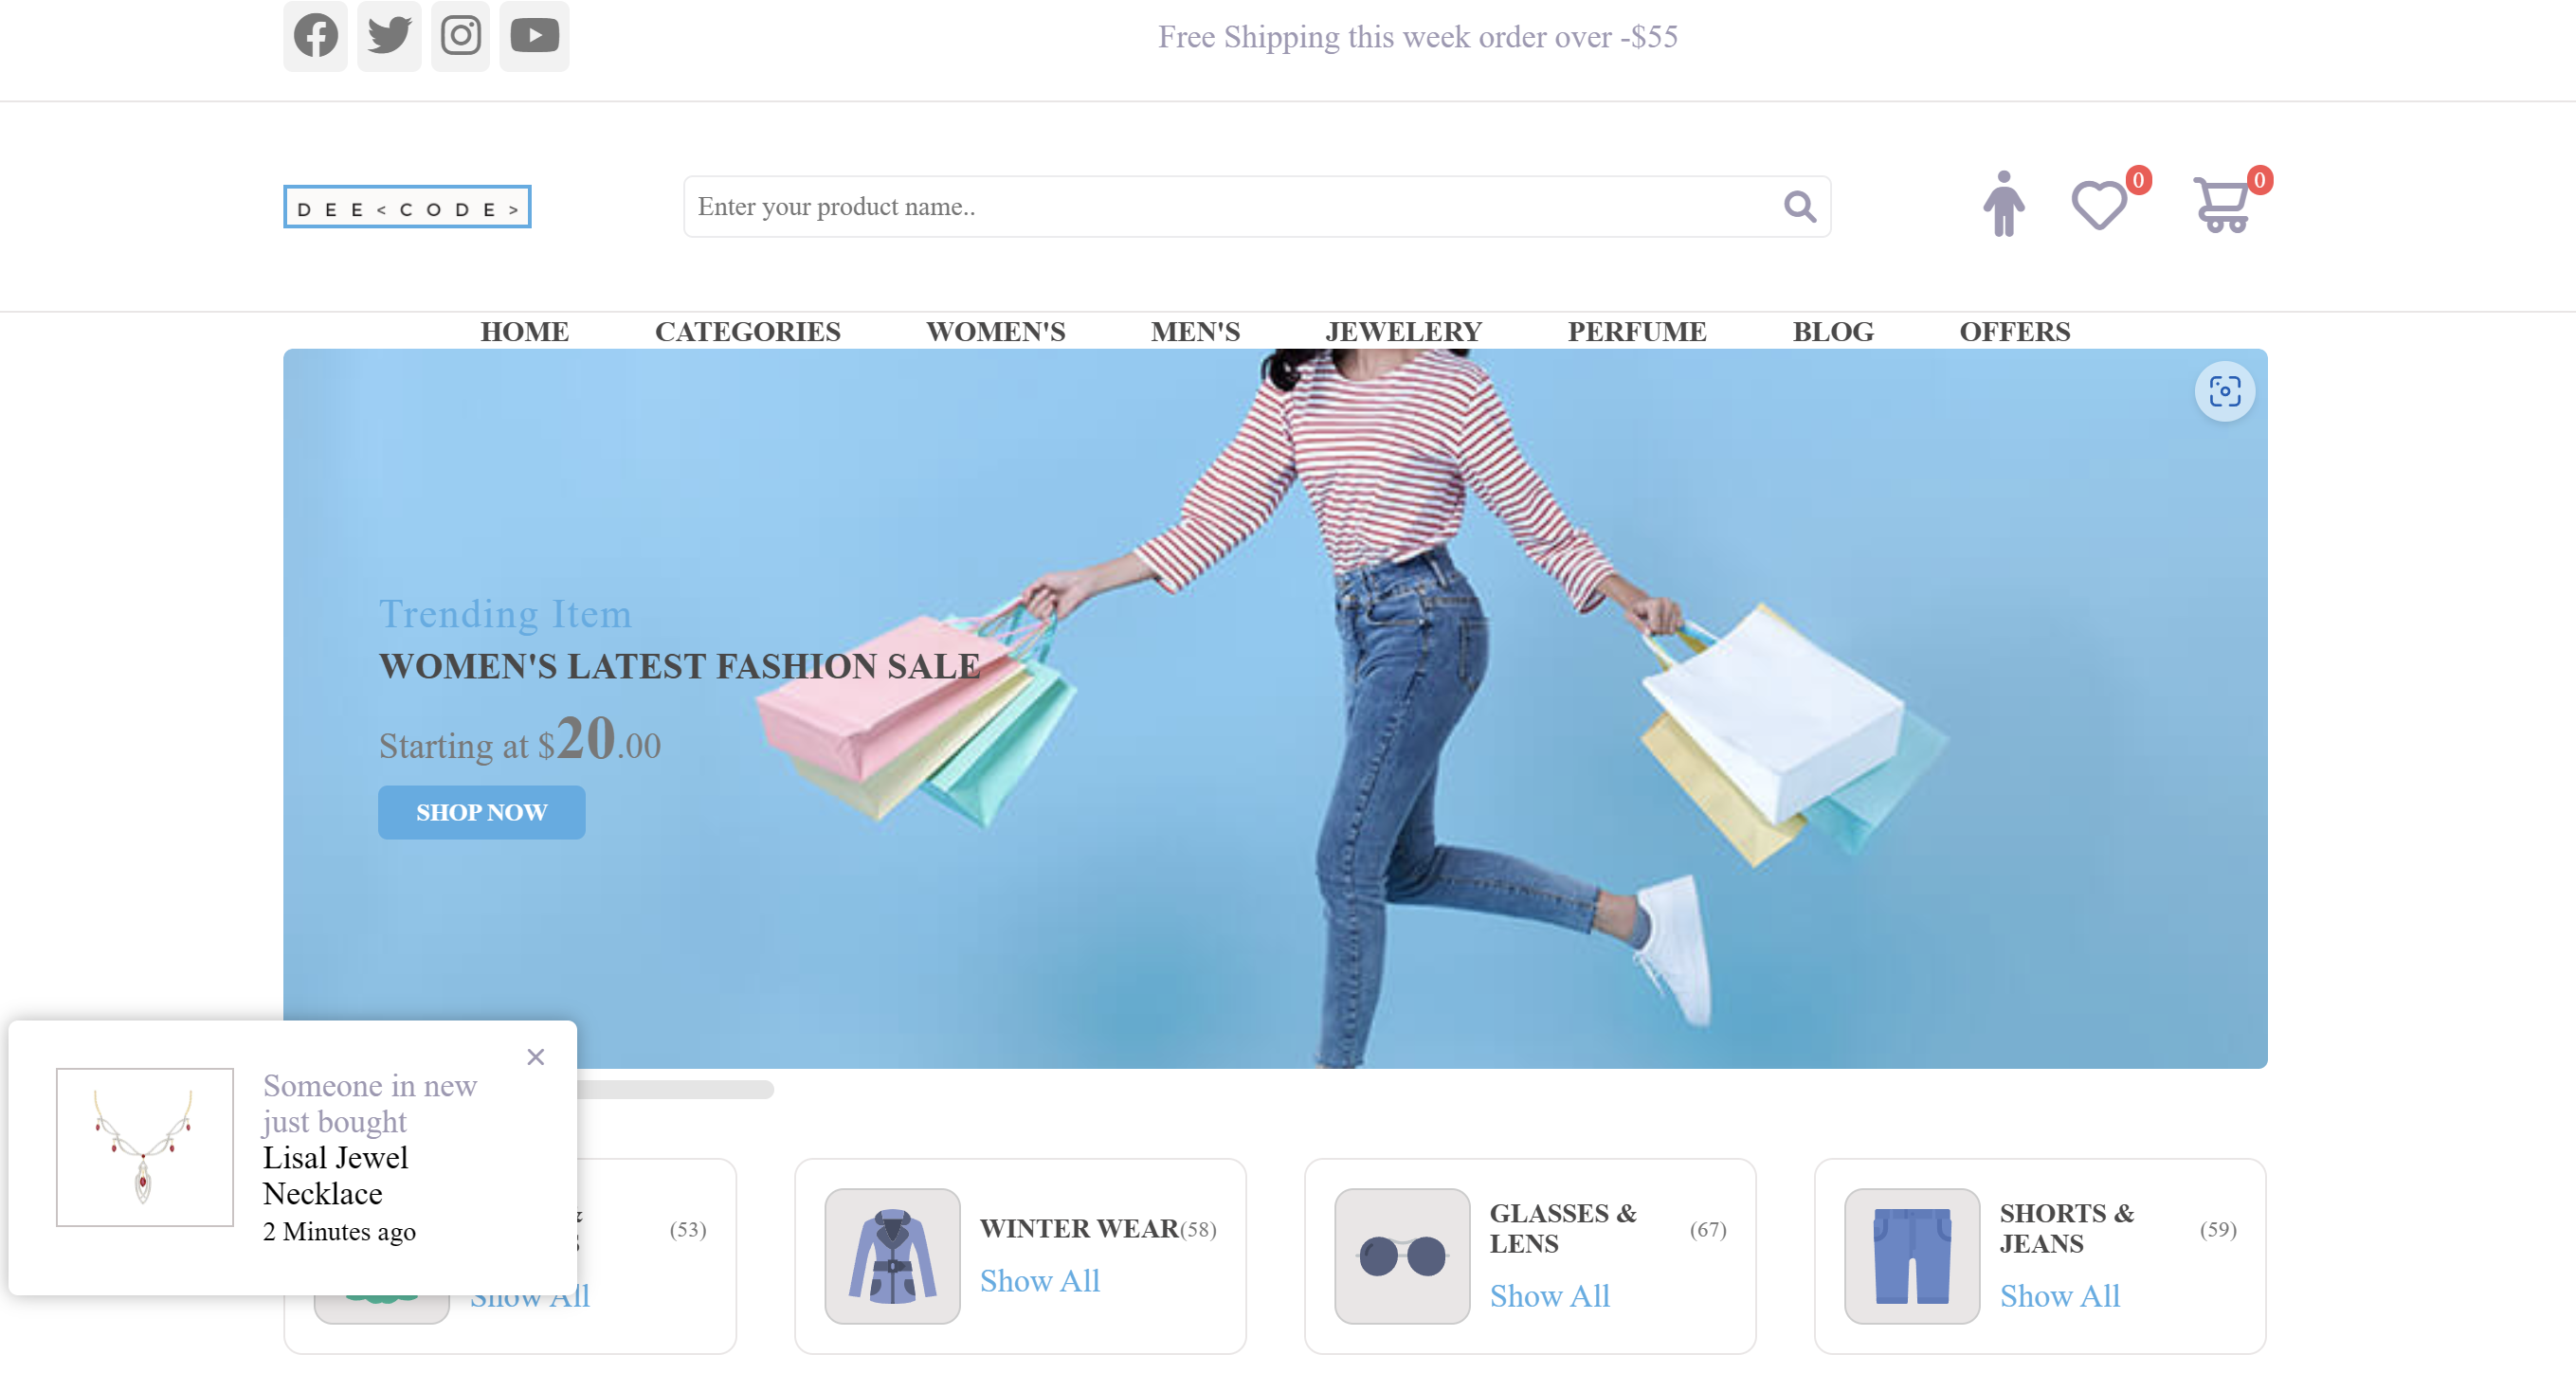 Free Shipping this week order over -$55
DEE<CODE>
Enter your product name..
0
0
HOME CATEGORIES WOMEN'S MEN'S JEWELERY PERFUME BLOG OFFERS
Trending Item
WOMEN'S LATEST FASHION SALE
Starting at $20.00
SHOP NOW
Someone in new
just bought
Lisal Jewel
Necklace
2 Minutes ago
(53)
Show All
WINTER WEAR(58)
Show All
GLASSES & (67)
LENS
Show All
SHORTS & (59)
JEANS
Show All